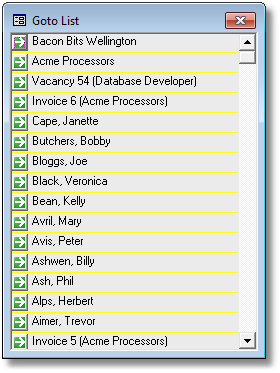 Goto List
Bacon Bits Wellington
Acme Processors
Vacancy 54 (Database Developer)
Invoice 6 (Acme Processors)
Cape, Janette
Butchers, Bobby
Bloggs, Joe
Black, Veronica
Bean, Kelly
Avril, Mary
Avis, Peter
Ashwen, Billy
Ash, Phil
Alps, Herbert
Aimer, Trevor
Invoice 5 (Acme Processors)